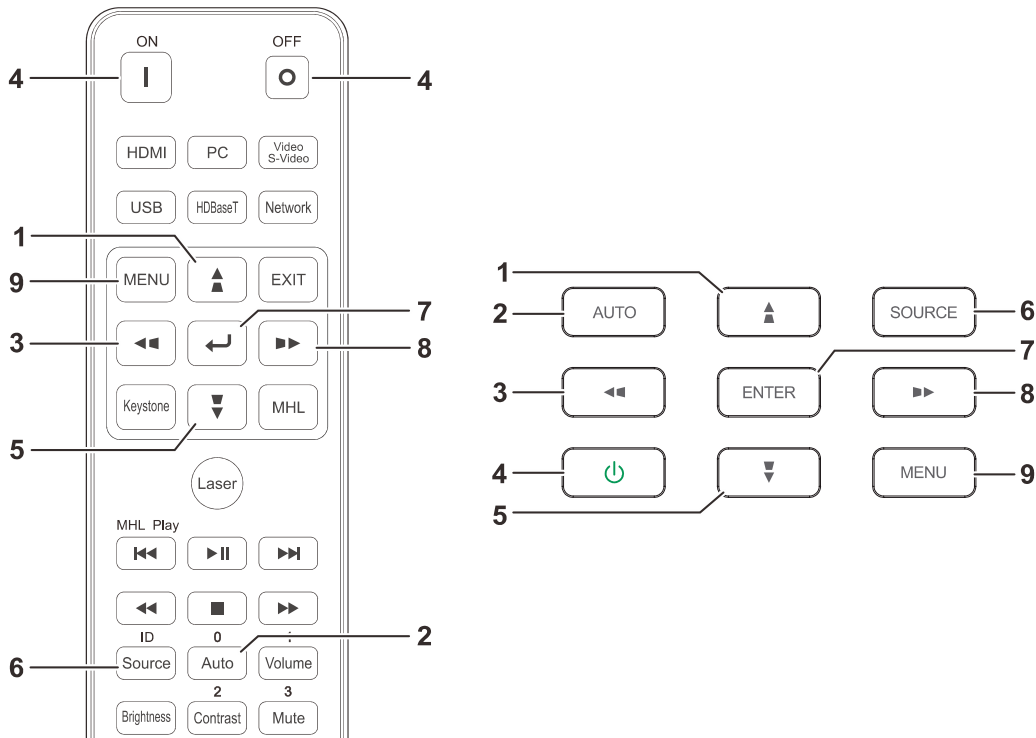 ON OFF
4 4
HDMI PC Video
S-Video
USB HDBaseT Network
1
9 MENU EXIT
7
3 8
Keystone MHL
5
Laser
MHL Play
ID 0 :
2
6 Source Auto Volume
2 3
Brightness Contrast Mute
1
2 AUTO SOURCE 6
7
3 ENTER 8
4 MENU 9
5